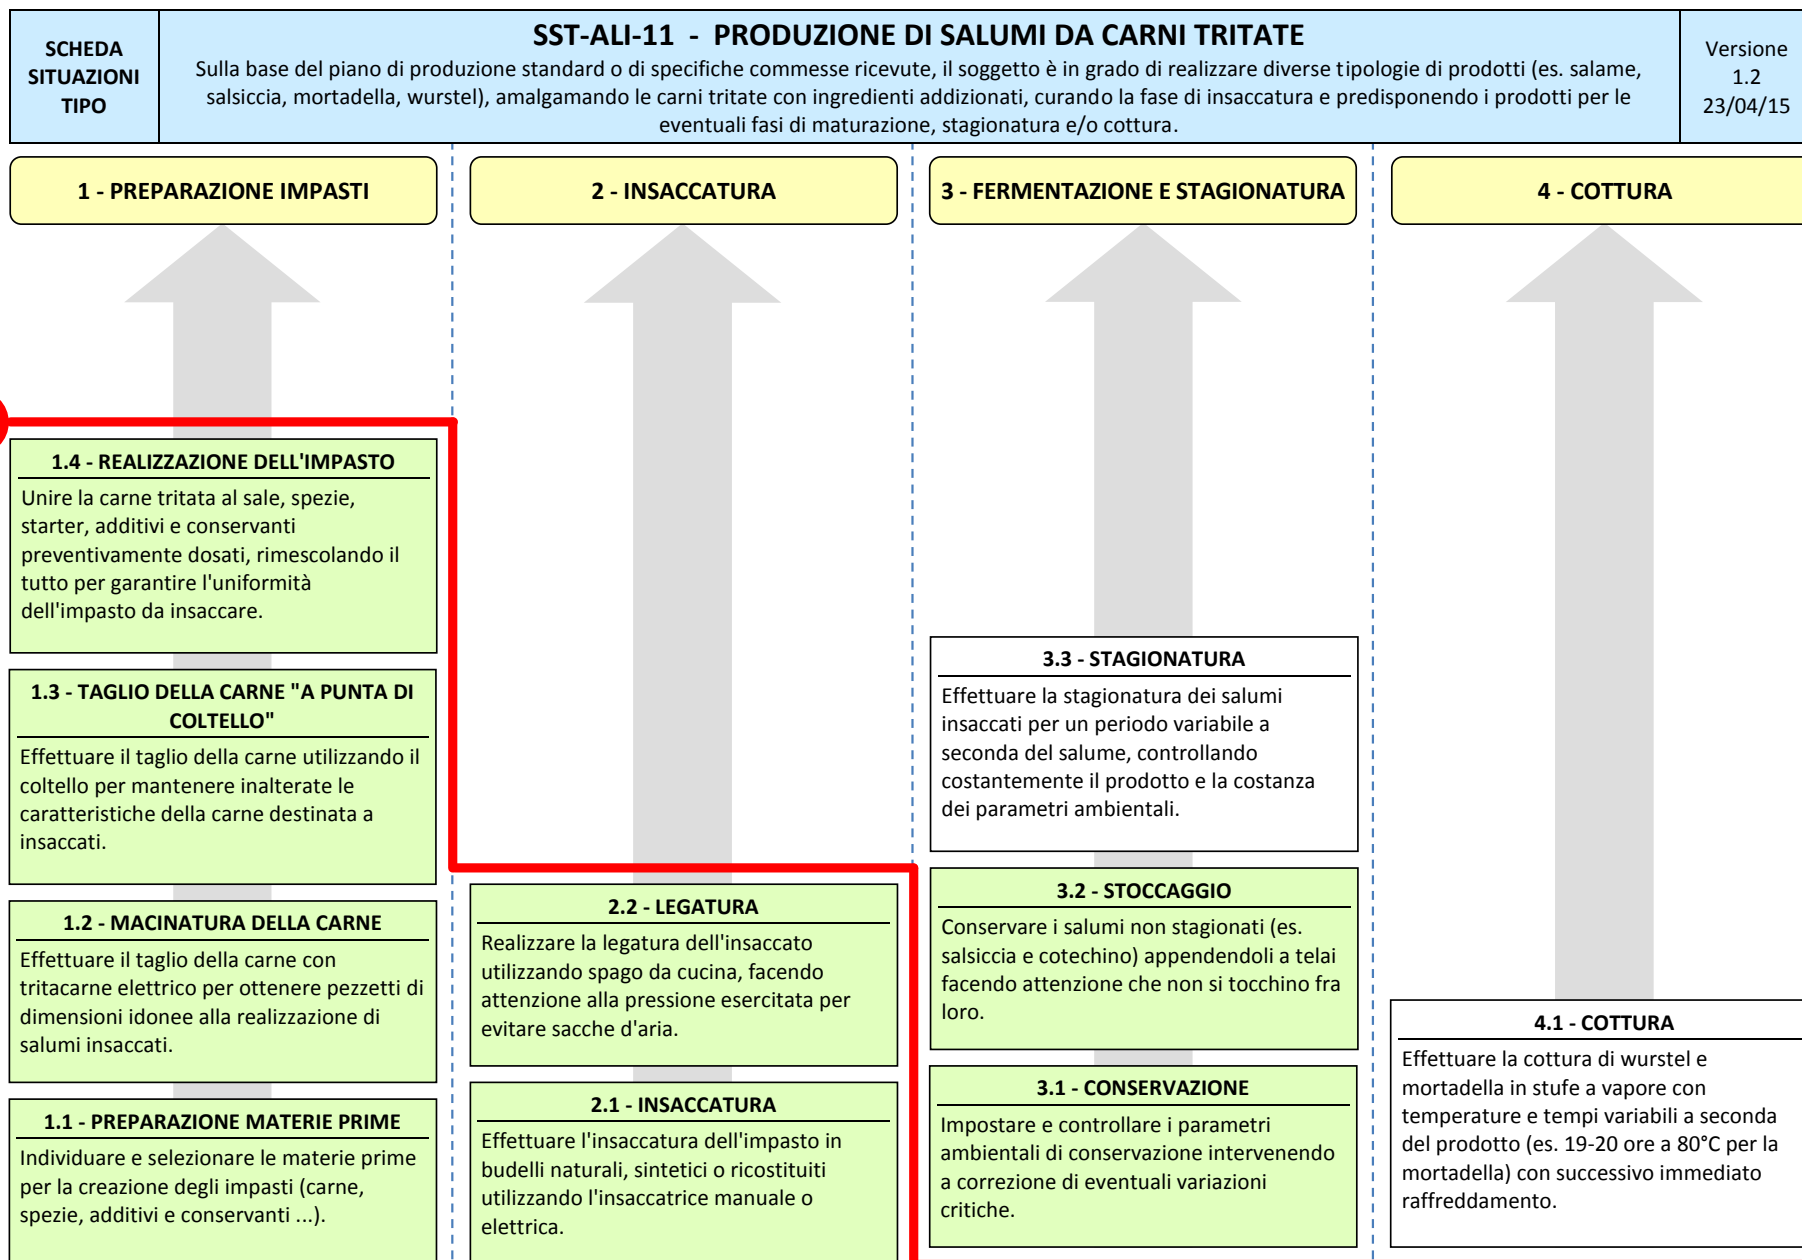 SCHEDA
SITUAZIONI
TIPO
SST-ALI-11 - PRODUZIONE DI SALUMI DA CARNI TRITATE
Sulla base del piano di produzione standard o di specifiche commesse ricevute, il soggetto è in grado di realizzare diverse tipologie di prodotti (es. salame,
salsiccia, mortadella, wurstel), amalgamando le carni tritate con ingredienti addizionati, curando la fase di insaccatura e predisponendo i prodotti per le
eventuali fasi di maturazione, stagionatura e/o cottura.
Versione
1.2
23/04/15
1 - PREPARAZIONE IMPASTI
2 - INSACCATURA
3 - FERMENTAZIONE E STAGIONATURA
4 - COTTURA
1.4 - REALIZZAZIONE DELL'IMPASTO
Unire la carne tritata al sale, spezie,
starter, additivi e conservanti
preventivamente dosati, rimescolando il
tutto per garantire l'uniformità
dell'impasto da insaccare.
1.3 - TAGLIO DELLA CARNE "A PUNTA DI
COLTELLO"
Effettuare il taglio della carne utilizzando il
coltello per mantenere inalterate le
caratteristiche della carne destinata a
insaccati.
1.2 - MACINATURA DELLA CARNE
Effettuare il taglio della carne con
tritacarne elettrico per ottenere pezzetti di
dimensioni idonee alla realizzazione di
salumi insaccati.
1.1 - PREPARAZIONE MATERIE PRIME
Individuare e selezionare le materie prime
per la creazione degli impasti (carne,
spezie, additivi e conservanti ...).
2.2 - LEGATURA
Realizzare la legatura dell'insaccato
utilizzando spago da cucina, facendo
attenzione alla pressione esercitata per
evitare sacche d'aria.
2.1 - INSACCATURA
Effettuare l'insaccatura dell'impasto in
budelli naturali, sintetici o ricostituiti
utilizzando l'insaccatrice manuale o
elettrica.
3.3 - STAGIONATURA
Effettuare la stagionatura dei salumi
insaccati per un periodo variabile a
seconda del salume, controllando
costantemente il prodotto e la costanza
dei parametri ambientali.
3.2 - STOCCAGGIO
Conservare i salumi non stagionati (es.
salsiccia e cotechino) appendendoli a telai
facendo attenzione che non si tocchino fra
loro.
3.1 - CONSERVAZIONE
Impostare e controllare i parametri
ambientali di conservazione intervenendo
a correzione di eventuali variazioni
critiche.
4.1 - COTTURA
Effettuare la cottura di wurstel e
mortadella in stufe a vapore con
temperature e tempi variabili a seconda
del prodotto (es. 19-20 ore a 80°C per la
mortadella) con successivo immediato
raffreddamento.